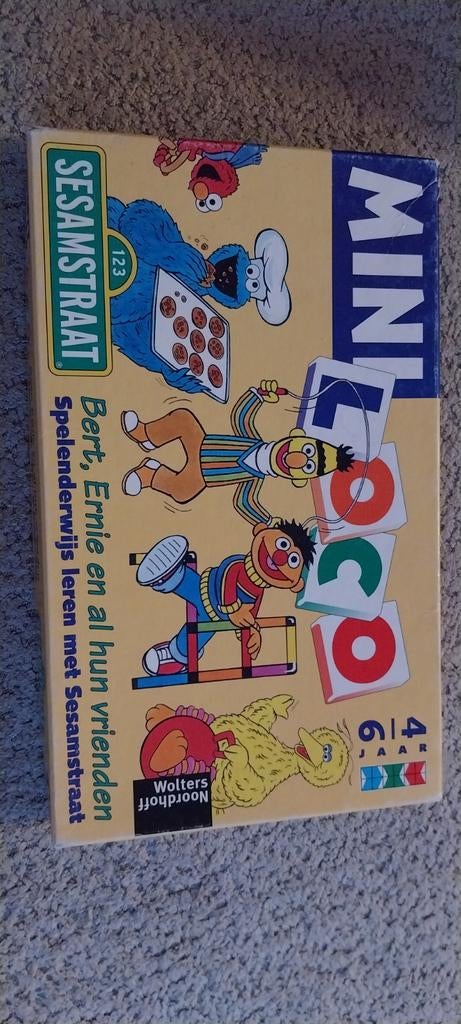 MINI
LOCO
4|6
JAAR
123
SESAMSTRAAT
Bert, Ernie en al hun vrienden
Spelenderwijs leren met Sesamstraat
Wolters
Noordhoff